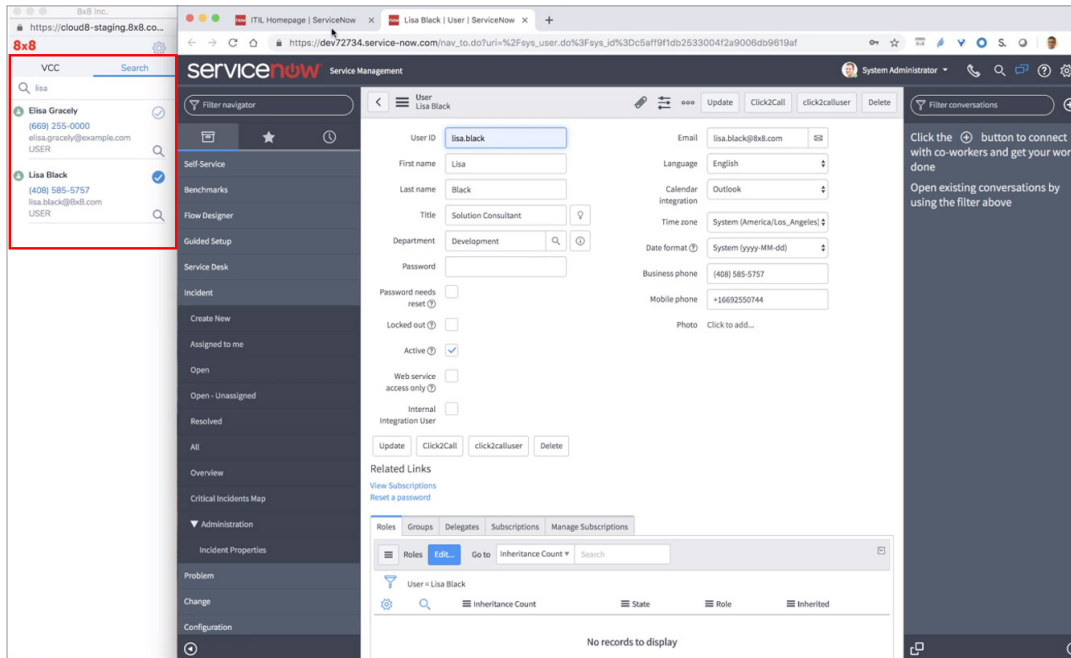 8x8 Inc.
https://cloud8-staging.8x8.co...
8x8
VCC
Search
lisa
Elisa Gracely
(669) 255-0000
elisa.gracely@example.com
USER
Lisa Black
(408) 585-5757
lisa.black@8x8.com
USER
ITIL Homepage | ServiceNow
Lisa Black | User | ServiceNow
https://dev72734.service-now.com/nav_to.do?uri=%2Fsys_user.do%3Fsys_id%3Dc5aff9f1db2533004f2a9006db9619af
servicenow
Service Management
System Administrator
Filter navigator
Self-Service
Benchmarks
Flow Designer
Guided Setup
Service Desk
Incident
Create New
Assigned to me
Open
Open - Unassigned
Resolved
All
Overview
Critical Incidents Map
Administration
Incident Properties
Problem
Change
Configuration
User
Lisa Black
Update
Click2Call
click2calluser
Delete
User ID
lisa.black
First name
Lisa
Last name
Black
Title
Solution Consultant
Department
Development
Password
Password needs
reset
Locked out
Active
Web service
access only
Internal
Integration User
Email
lisa.black@8x8.com
Language
English
Calendar
integration
Outlook
Time zone
System (America/Los_Angeles)
Date format
System (yyyy-MM-dd)
Business phone
(408) 585-5757
Mobile phone
+16692550744
Photo
Click to add...
Update
Click2Call
click2calluser
Delete
Related Links
View Subscriptions
Reset a password
Roles
Groups
Delegates
Subscriptions
Manage Subscriptions
Roles
Edit...
Go to
Inheritance Count
Search
User = Lisa Black
Inheritance Count
State
Role
Inherited
No records to display
Filter conversations
Click the ⊕ button to connect
with co-workers and get your wor
done
Open existing conversations by
using the filter above